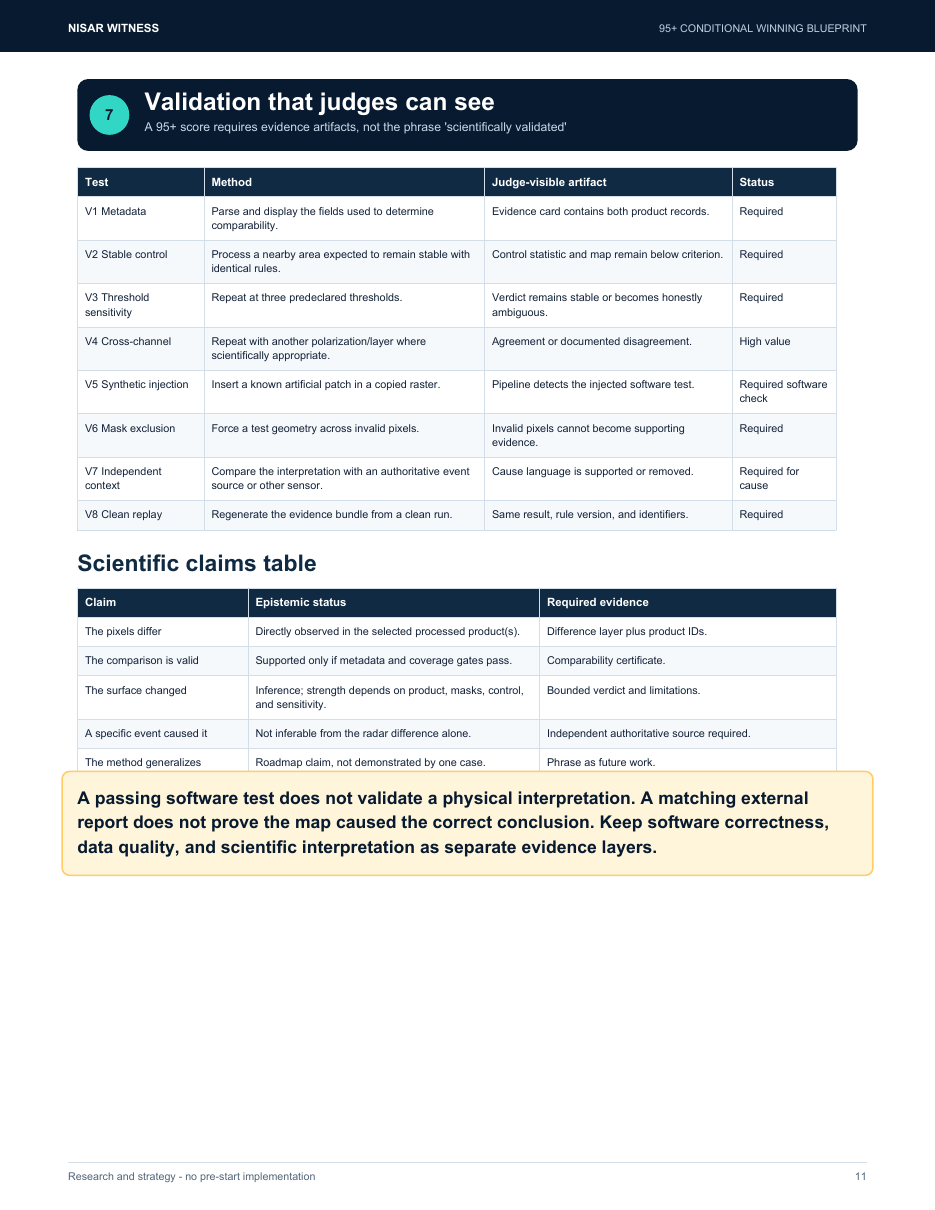 NISAR WITNESS
95+ CONDITIONAL WINNING BLUEPRINT
7
Validation that judges can see
A 95+ score requires evidence artifacts, not the phrase 'scientifically validated'
Test Method Judge-visible artifact Status
V1 Metadata Parse and display the fields used to determine comparability. Evidence card contains both product records. Required
V2 Stable control Process a nearby area expected to remain stable with identical rules. Control statistic and map remain below criterion. Required
V3 Threshold sensitivity Repeat at three predeclared thresholds. Verdict remains stable or becomes honestly ambiguous. Required
V4 Cross-channel Repeat with another polarization/layer where scientifically appropriate. Agreement or documented disagreement. High value
V5 Synthetic injection Insert a known artificial patch in a copied raster. Pipeline detects the injected software test. Required software check
V6 Mask exclusion Force a test geometry across invalid pixels. Invalid pixels cannot become supporting evidence. Required
V7 Independent context Compare the interpretation with an authoritative event source or other sensor. Cause language is supported or removed. Required for cause
V8 Clean replay Regenerate the evidence bundle from a clean run. Same result, rule version, and identifiers. Required
Scientific claims table
Claim Epistemic status Required evidence
The pixels differ Directly observed in the selected processed product(s). Difference layer plus product IDs.
The comparison is valid Supported only if metadata and coverage gates pass. Comparability certificate.
The surface changed Inference; strength depends on product, masks, control, and sensitivity. Bounded verdict and limitations.
A specific event caused it Not inferable from the radar difference alone. Independent authoritative source required.
The method generalizes Roadmap claim, not demonstrated by one case. Phrase as future work.
A passing software test does not validate a physical interpretation. A matching external
report does not prove the map caused the correct conclusion. Keep software correctness,
data quality, and scientific interpretation as separate evidence layers.
Research and strategy - no pre-start implementation
11